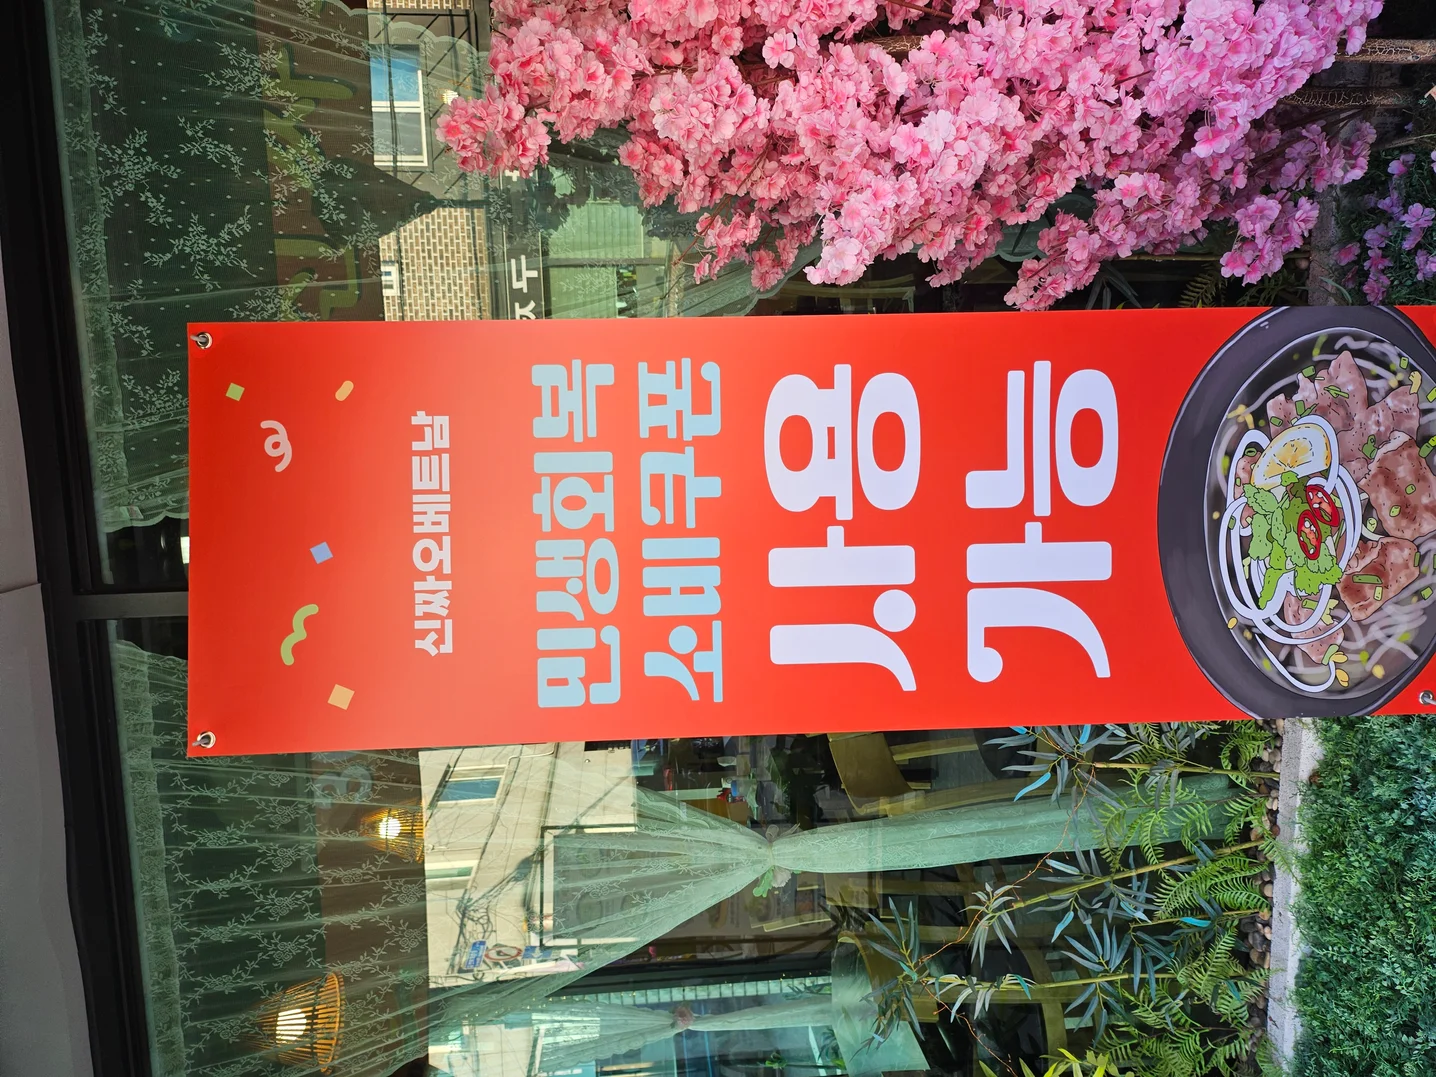 신짜오베트남
민생회복
소비쿠폰
사용
가능